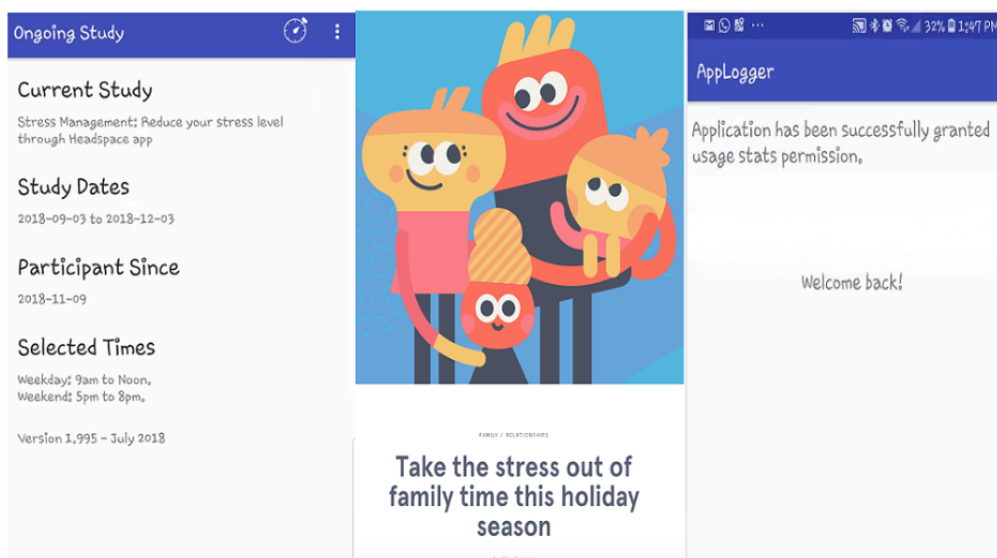 Ongoing Study
Current Study
Stress Management: Reduce your stress level
through Headspace app
Study Dates
2018-09-03 to 2018-12-03
Participant Since
2018-11-09
Selected Times
Weekday: 9am to Noon.
Weekend: 5pm to 8pm.
Version 1.995 - July 2018
FAMILY / RELATIONSHIPS
Take the stress out of
family time this holiday
season
32% 1:47 PM
AppLogger
Application has been successfully granted
usage stats permission.
Welcome back!